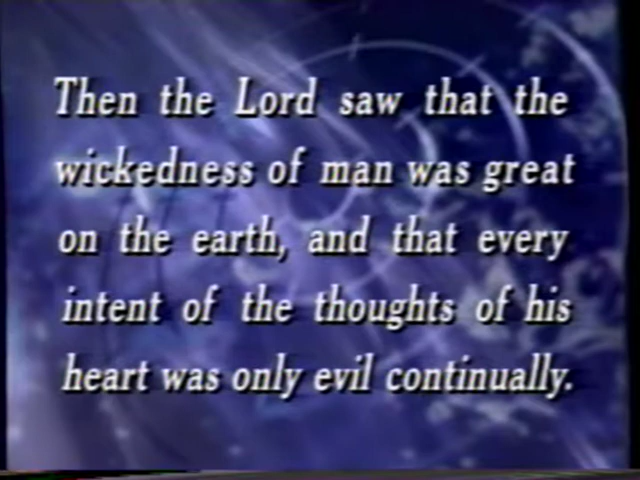 Then the Lord saw that the
wickedness of man was great
on the earth, and that every
intent of the thoughts of his
heart was only evil continually.